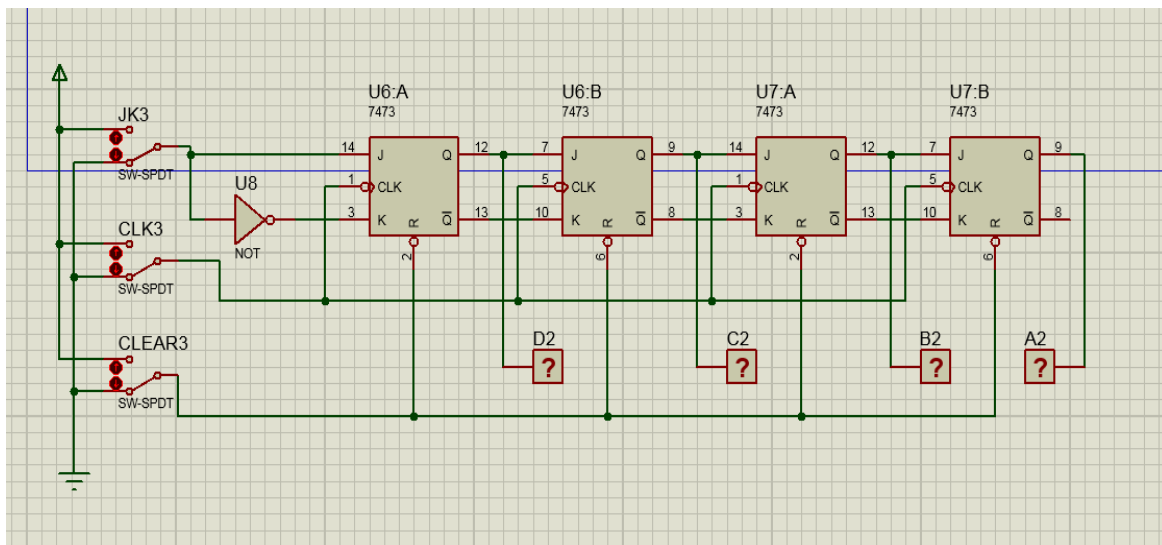 JK3
SW-SPDT
U8
NOT
CLK3
SW-SPDT
CLEAR3
SW-SPDT
U6:A
7473
14 J Q 12
1 CLK
3 K R Q 13
2
U6:B
7473
7 J Q 9
5 CLK
10 K R Q 8
6
U7:A
7473
14 J Q 12
1 CLK
3 K R Q 13
2
U7:B
7473
7 J Q 9
5 CLK
10 K R Q 8
6
D2
?
C2
?
B2
?
A2
?